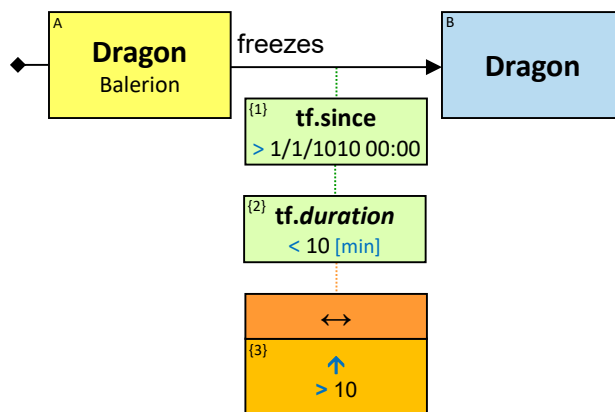 A
Dragon
Balerion
freezes
B
Dragon
{1}
tf.since
> 1/1/1010 00:00
{2}
tf.duration
< 10 [min]
↔
{3}
↑
> 10